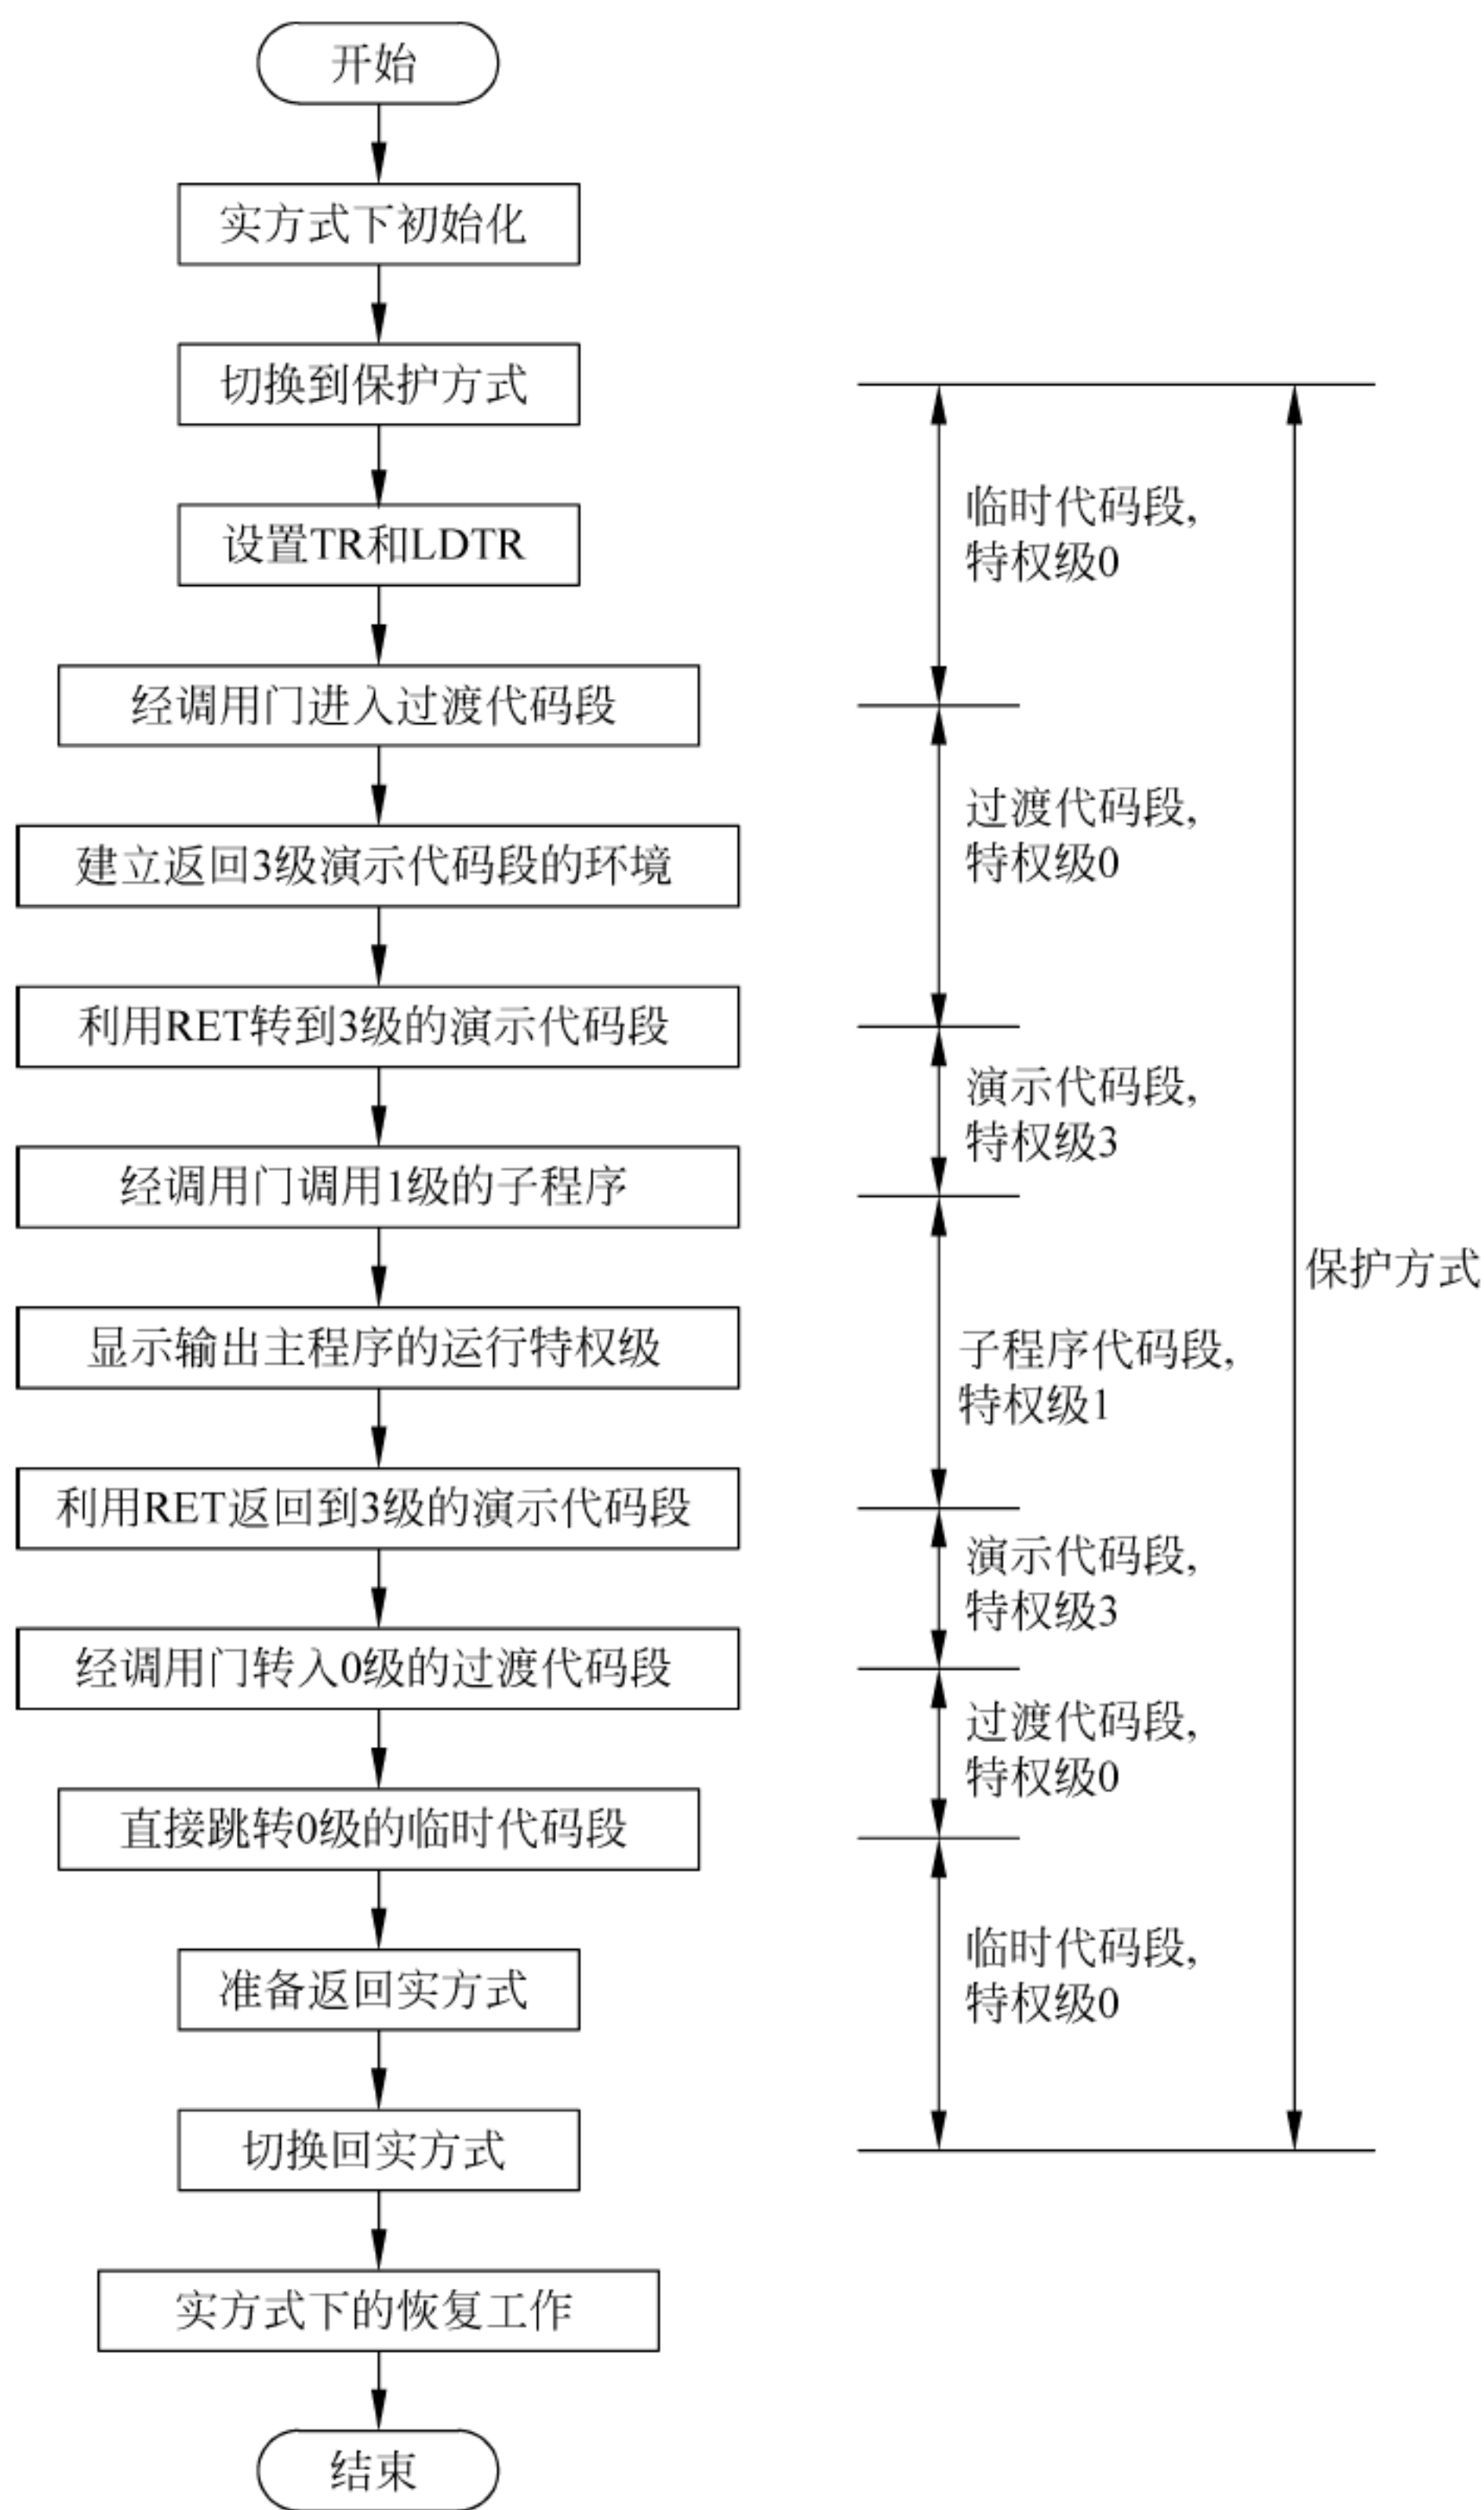 开始
实方式下初始化
切换到保护方式
设置TR和LDTR
经调用门进入过渡代码段
建立返回3级演示代码段的环境
利用RET转到3级的演示代码段
经调用门调用1级的子程序
显示输出主程序的运行特权级
利用RET返回到3级的演示代码段
经调用门转入0级的过渡代码段
直接跳转0级的临时代码段
准备返回实方式
切换回实方式
实方式下的恢复工作
结束
临时代码段,
特权级0
过渡代码段,
特权级0
演示代码段,
特权级3
子程序代码段,
特权级1
演示代码段,
特权级3
过渡代码段,
特权级0
临时代码段,
特权级0
保护方式